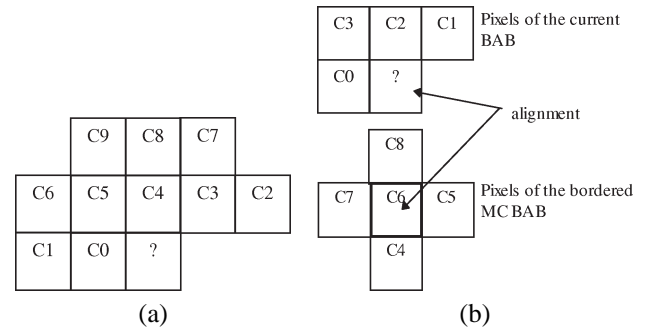 C3 C2 C1 Pixels of the current
BAB
C0 ?
alignment
C9 C8 C7
C8
C6 C5 C4 C3 C2
C7 C6 C5 Pixels of the bordered
MC BAB
C1 C0 ?
C4
(a) (b)